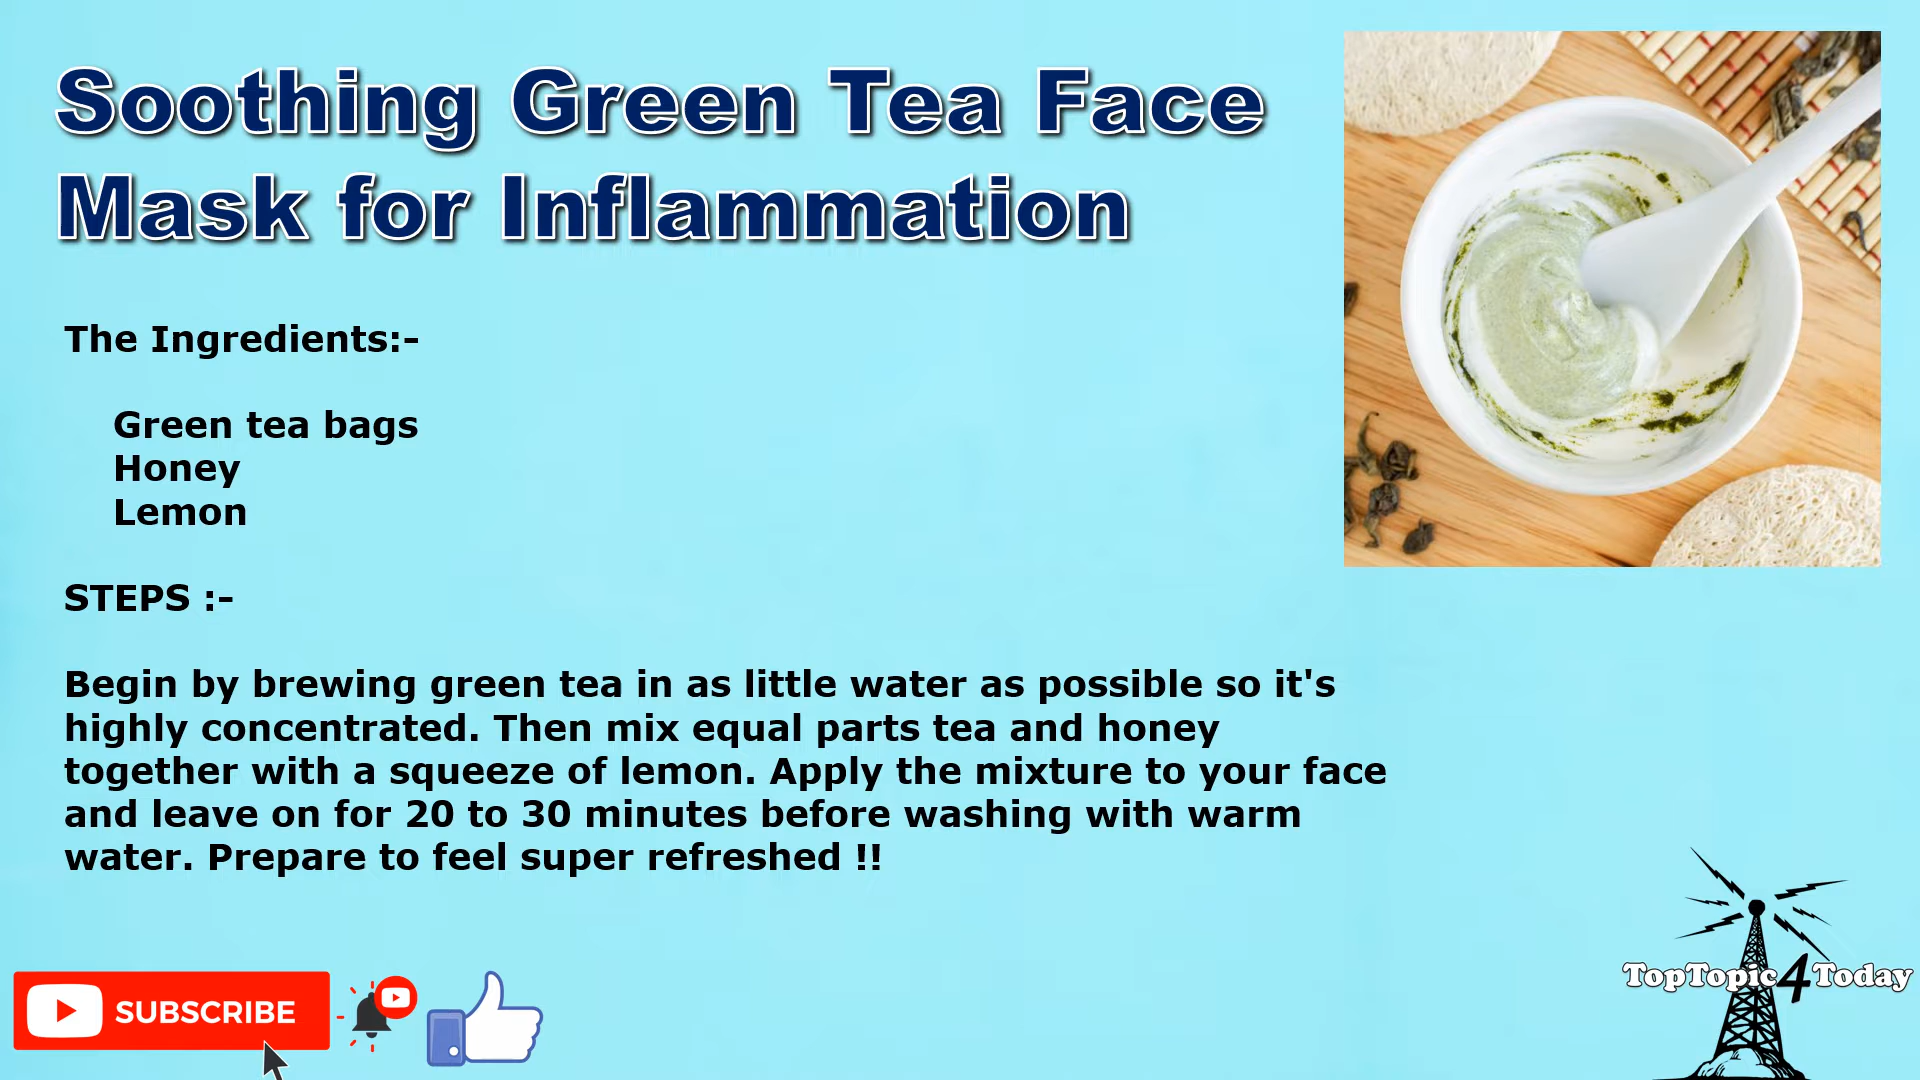 Soothing Green Tea Face
Mask for Inflammation
The Ingredients:-
Green tea bags
Honey
Lemon
STEPS :-
Begin by brewing green tea in as little water as possible so it's
highly concentrated. Then mix equal parts tea and honey
together with a squeeze of lemon. Apply the mixture to your face
and leave on for 20 to 30 minutes before washing with warm
water. Prepare to feel super refreshed !!
SUBSCRIBE
TopTopic4Today